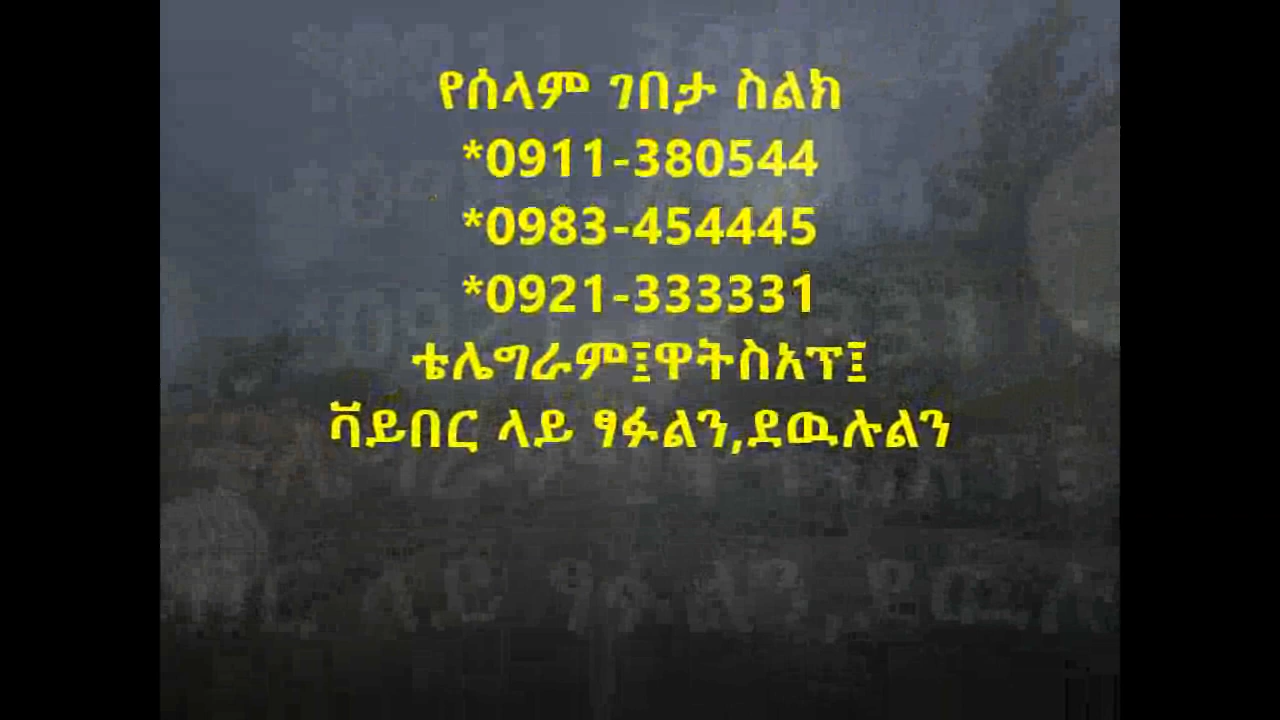 የሰላም ገበታ ስልክ
*0911-380544
*0983-454445
*0921-333331
ቴሌግራም፤ዋትስአፕ፤
ቫይበር ላይ ፃፉልን,ደዉሉልን